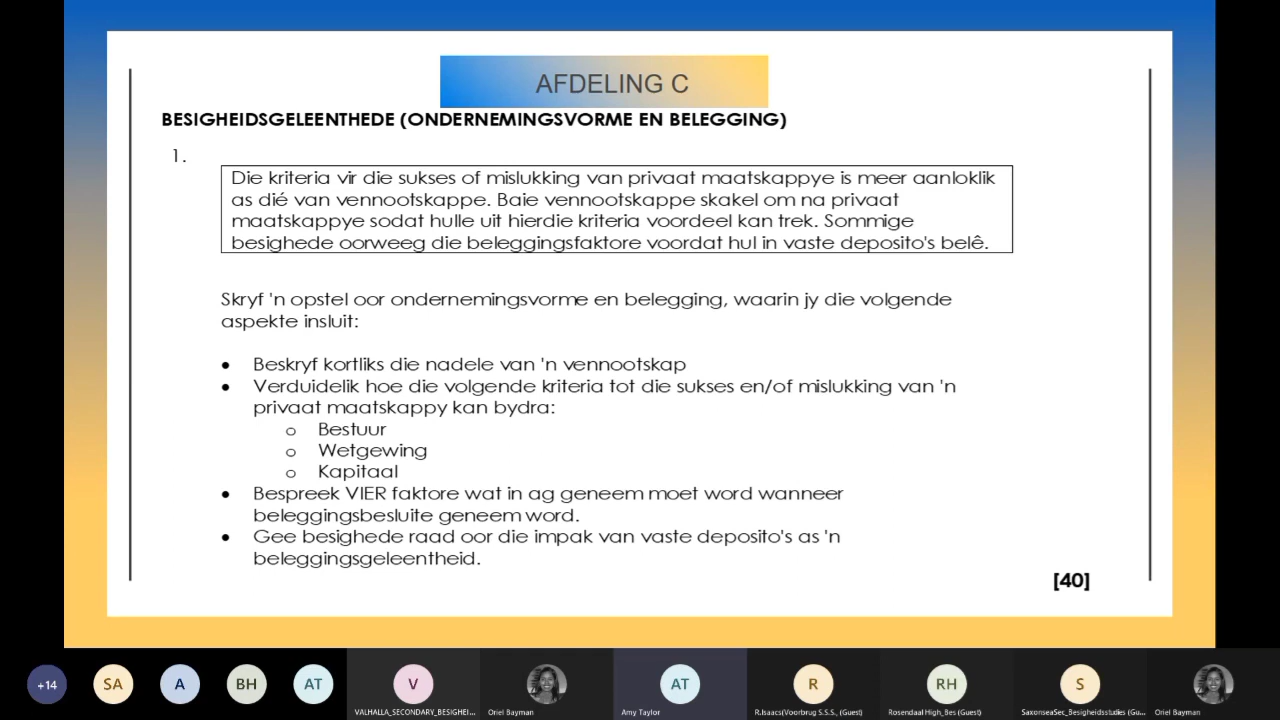 AFDELING C
BESIGHEIDSGELEENTHEDE (ONDERNEMINGSVORME EN BELEGGING)
1.
Die kriteria vir die sukses of mislukking van privaat maatskappye is meer aanloklik
as dié van vennootskappe. Baie vennootskappe skakel om na privaat
maatskappye sodat hulle uit hierdie kriteria voordeel kan trek. Sommige
besighede oorweeg die beleggingsfaktore voordat hul in vaste deposito's belê.
Skryf 'n opstel oor ondernemingsvorme en belegging, waarin jy die volgende
aspekte insluit:
• Beskryf kortliks die nadele van 'n vennootskap
• Verduidelik hoe die volgende kriteria tot die sukses en/of mislukking van 'n
privaat maatskappy kan bydra:
o Bestuur
o Wetgewing
o Kapitaal
• Bespreek VIER faktore wat in ag geneem moet word wanneer
beleggingsbesluite geneem word.
• Gee besighede raad oor die impak van vaste deposito's as 'n
beleggingsgeleentheid.
[40]
+14 SA A BH AT V AT R RH S
VALHALLA_SECONDARY_BESIGHEI... Oriel Bayman Amy Taylor R.Isaacs(Voorbrug S.S.S., (Guest) Rosendaal High_Bes (Guest) SaxonseaSec_Besigheidsstudies (Gu... Oriel Bayman